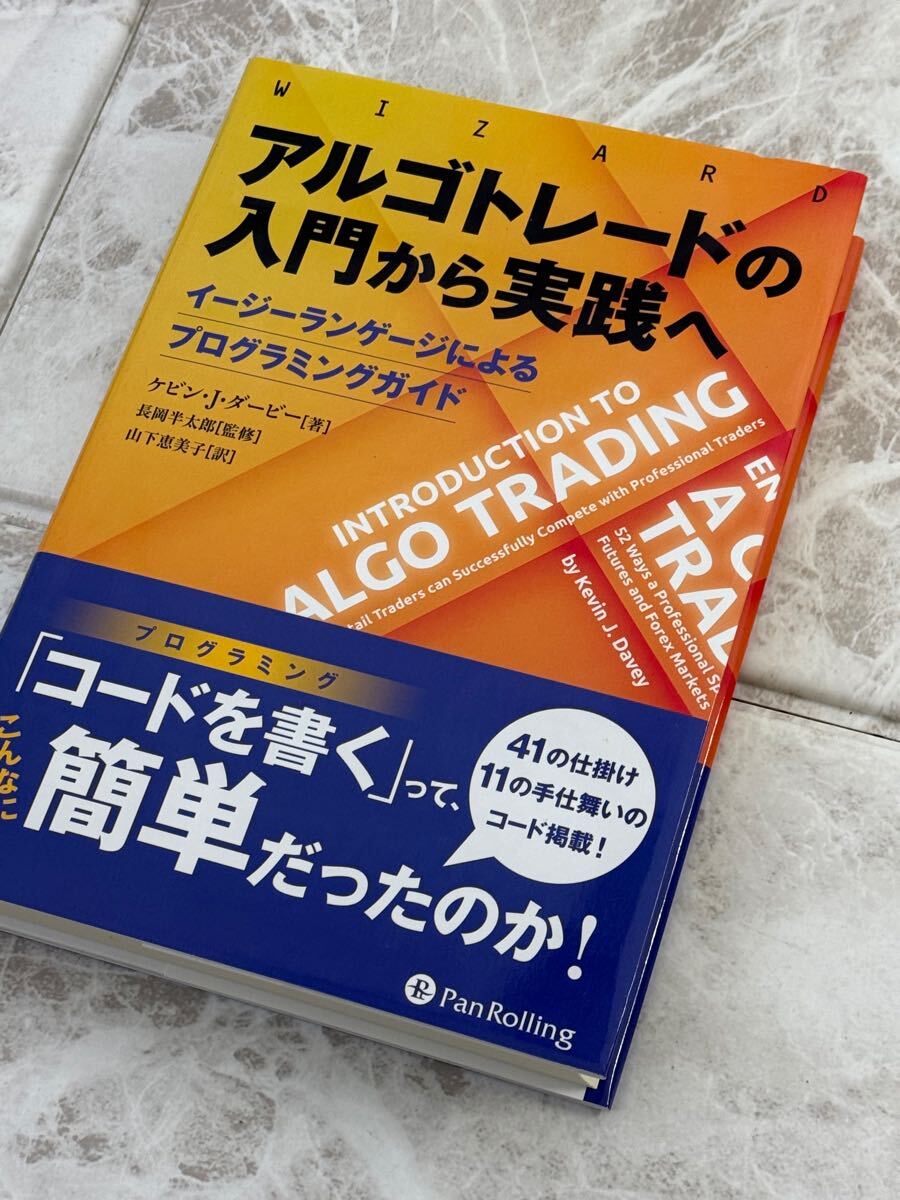 WIZARD
アルゴトレードの
入門から実践へ
イージーランゲージによる
プログラミングガイド
ケビン・J・ダービー[著]
長岡半太郎[監修]
山下恵美子[訳]
INTRODUCTION TO
ALGO TRADING
tail Traders can Successfully Compete with Professional Traders
by Kevin J. Davey
EN
A
TRA
52 Ways a Professional
Futures and Forex Markets
プログラミング
「コードを書く」って、
こんなに
簡単だったのか!
41の仕掛け
11の手仕舞いの
コード掲載!
PanRolling